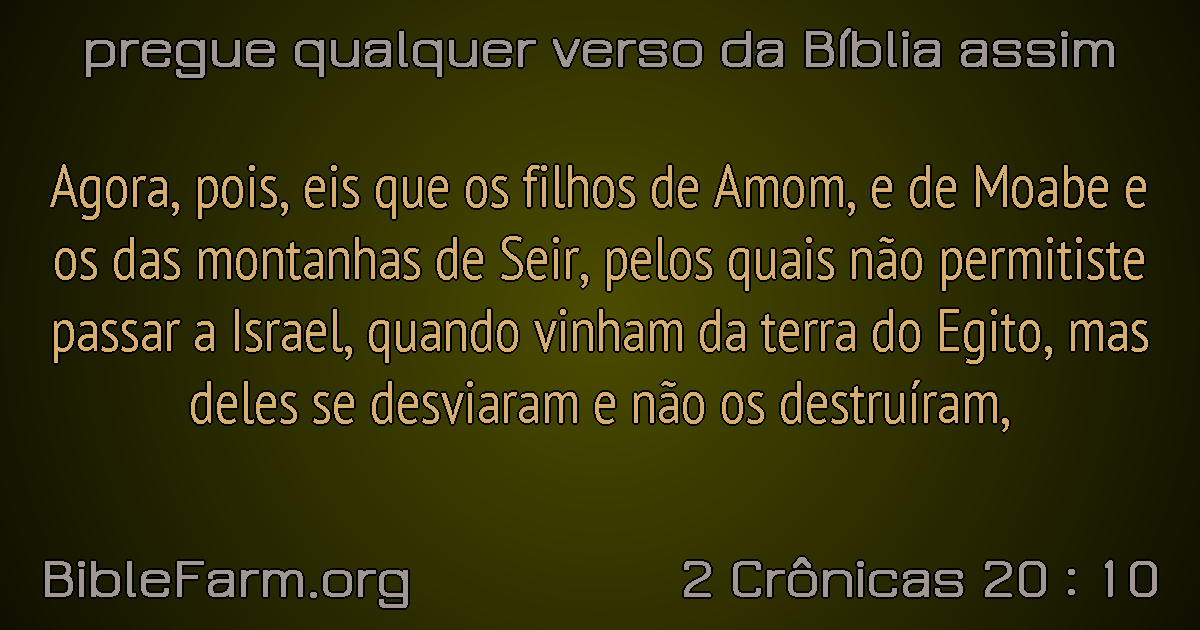 pregue qualquer verso da Bíblia assim
Agora, pois, eis que os filhos de Amom, e de Moabe e
os das montanhas de Seir, pelos quais não permitiste
passar a Israel, quando vinham da terra do Egito, mas
deles se desviaram e não os destruíram,
BibleFarm.org
2 Crônicas 20 : 10